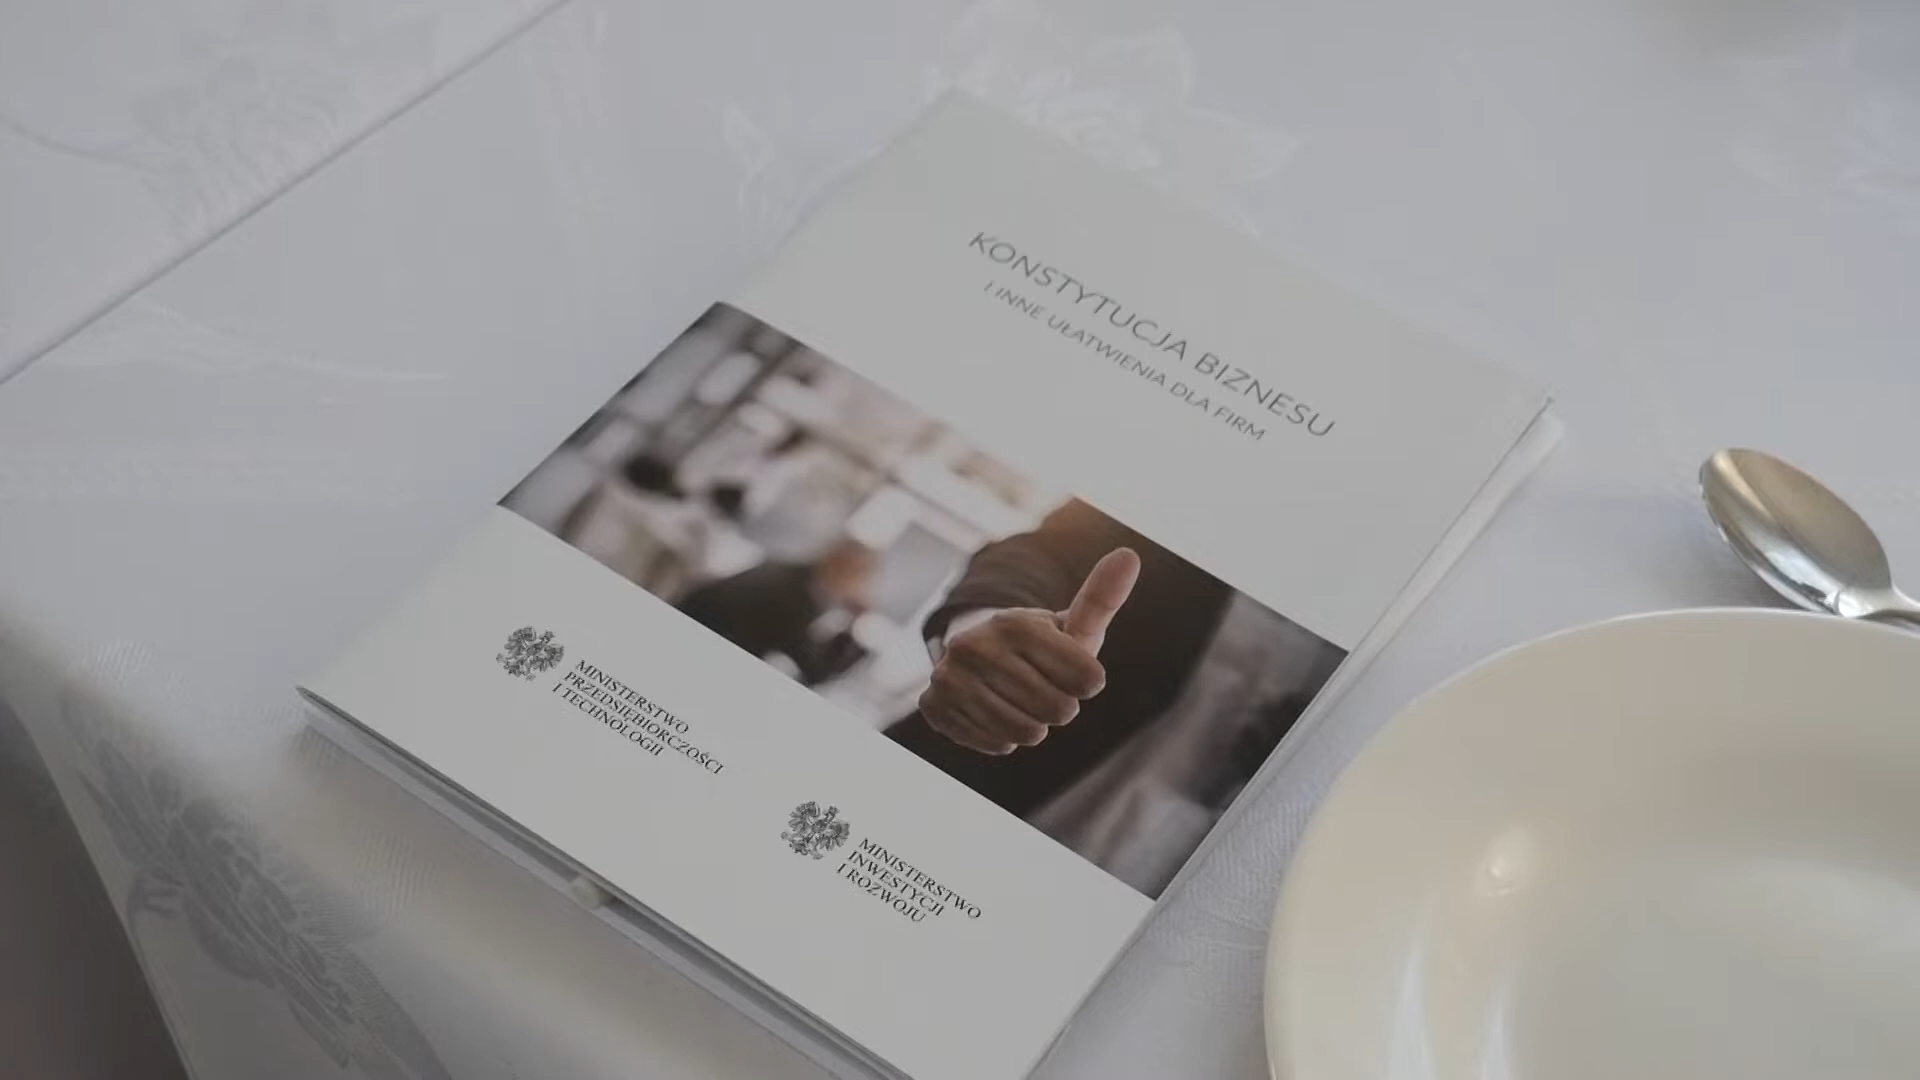 KONSTYTUCJA BIZNESU
I INNE UŁATWIENIA DLA FIRM
MINISTERSTWO
PRZEDSIĘBIORCZOŚCI
I TECHNOLOGII
MINISTERSTWO
INWESTYCJI
I ROZWOJU